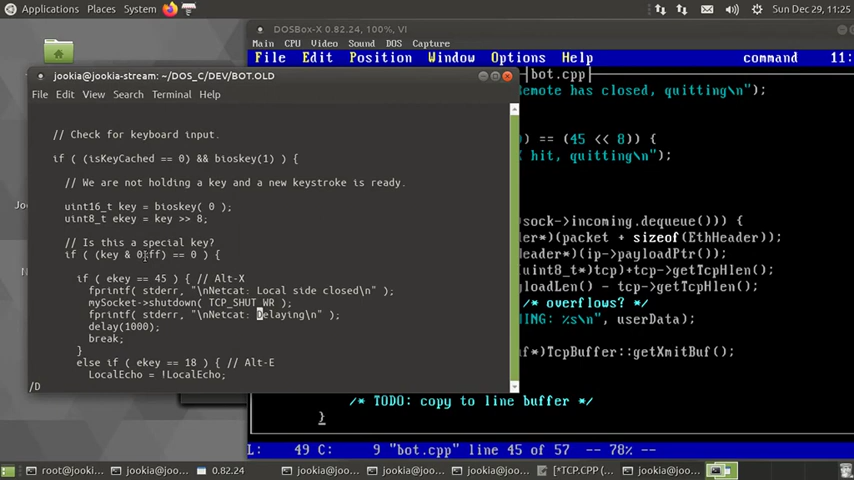 Applications Places System Sun Dec 29, 11:25
DOSBox-X 0.82.24, 100%, VI
Main CPU Video Sound DOS Capture
File Edit Position Window Options Help command 11:
bot.cpp
emote has closed, quitting\n");
) == (45 << 8)) {
hit, quitting\n");
sock->incoming.dequeue())) {
eader*)(packet + sizeof(EthHeader)
Header*)(ip->payloadPtr());
(uint8_t*)tcp)+tcp->getTcpHlen()
yloadLen() - tcp->getTcpHlen()
* overflows? */
NING: %s\n", userData);
uf*)TcpBuffer::getXmitBuf();
/* TODO: copy to line buffer */
}
L: 49 C: 9 "bot.cpp" line 45 of 57 -- 78%--
jookia@jookia-stream: ~/DOS_C/DEV/BOT.OLD
File Edit View Search Terminal Help
// Check for keyboard input.
if ( (isKeyCached == 0) && bioskey(1) ) {
// We are not holding a key and a new keystroke is ready.
uint16_t key = bioskey( 0 );
uint8_t ekey = key >> 8;
// Is this a special key?
if ( (key & 0xff) == 0 ) {
if ( ekey == 45 ) { // Alt-X
fprintf( stderr, "\nNetcat: Local side closed\n" );
mySocket->shutdown( TCP_SHUT_WR );
fprintf( stderr, "\nNetcat: Delaying\n" );
delay(1000);
break;
}
else if ( ekey == 18 ) { // Alt-E
LocalEcho = !LocalEcho;
/D
root@jooki... jookia@joo... 0.82.24 jookia@joo... jookia@joo... jookia@joo... [*TCP.CPP (... jookia@joo...